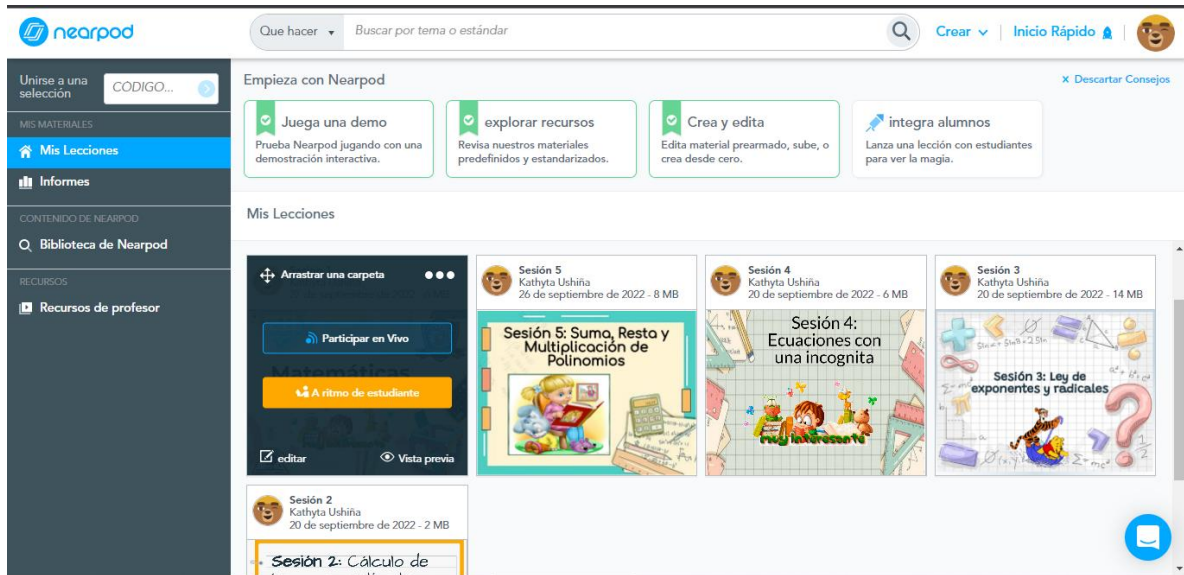 nearpod
Que hacer
Buscar por tema o estándar
Crear
Inicio Rápido
Unirse a una selección
CÓDIGO...
MIS MATERIALES
Mis Lecciones
Informes
CONTENIDO DE NEARPOD
Biblioteca de Nearpod
RECURSOS
Recursos de profesor
Empieza con Nearpod
x Descartar Consejos
Juega una demo
Prueba Nearpod jugando con una
demostración interactiva.
explorar recursos
Revisa nuestros materiales
predefinidos y estandarizados.
Crea y edita
Edita material prearmado, sube, o
crea desde cero.
integra alumnos
Lanza una lección con estudiantes
para ver la magia.
Mis Lecciones
Arrastrar una carpeta
Participar en Vivo
Matemáticas
A ritmo de estudiante
editar
Vista previa
Sesión 5
Kathyta Ushiña
26 de septiembre de 2022 - 8 MB
Sesión 5: Suma, Resta y
Multiplicación de
Polinomios
Sesión 4
Kathyta Ushiña
20 de septiembre de 2022 - 6 MB
Sesión 4:
Ecuaciones con
una incognita
muy interesante
Sesión 3
Kathyta Ushiña
20 de septiembre de 2022 - 14 MB
Sesión 3: Ley de
exponentes y radicales
Sesión 2
Kathyta Ushiña
20 de septiembre de 2022 - 2 MB
Sesión 2: Cálculo de